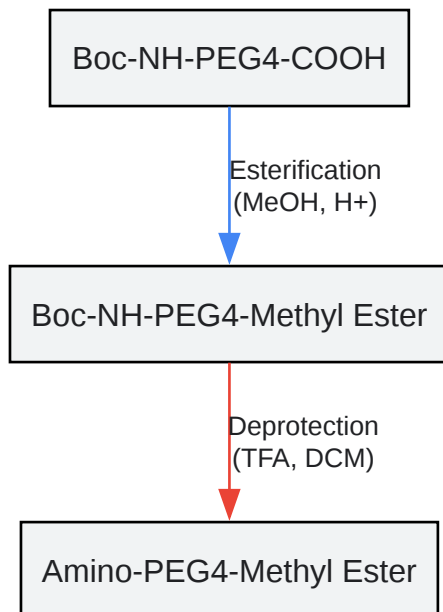 Boc-NH-PEG4-COOH
Esterification
(MeOH, H+)
Boc-NH-PEG4-Methyl Ester
Deprotection
(TFA, DCM)
Amino-PEG4-Methyl Ester